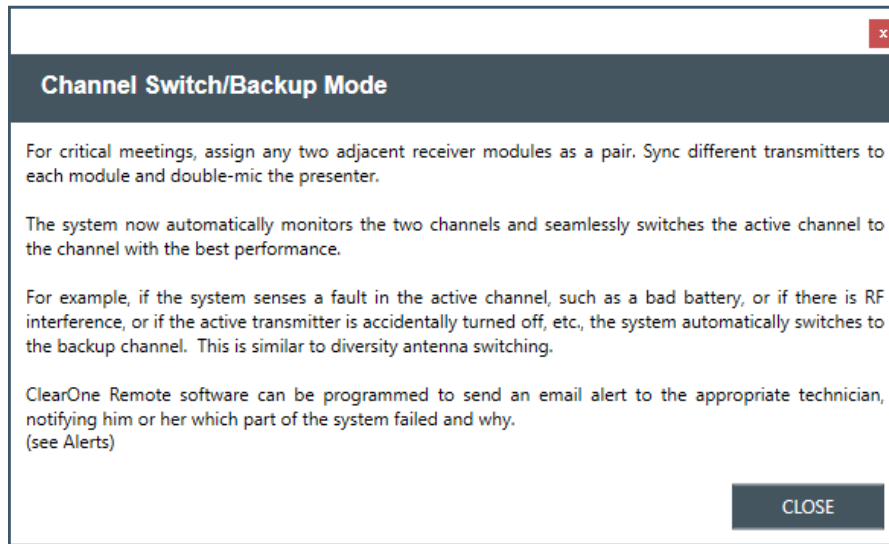 x
Channel Switch/Backup Mode
For critical meetings, assign any two adjacent receiver modules as a pair. Sync different transmitters to
each module and double-mic the presenter.
The system now automatically monitors the two channels and seamlessly switches the active channel to
the channel with the best performance.
For example, if the system senses a fault in the active channel, such as a bad battery, or if there is RF
interference, or if the active transmitter is accidentally turned off, etc., the system automatically switches to
the backup channel.  This is similar to diversity antenna switching.
ClearOne Remote software can be programmed to send an email alert to the appropriate technician,
notifying him or her which part of the system failed and why.
(see Alerts)
CLOSE